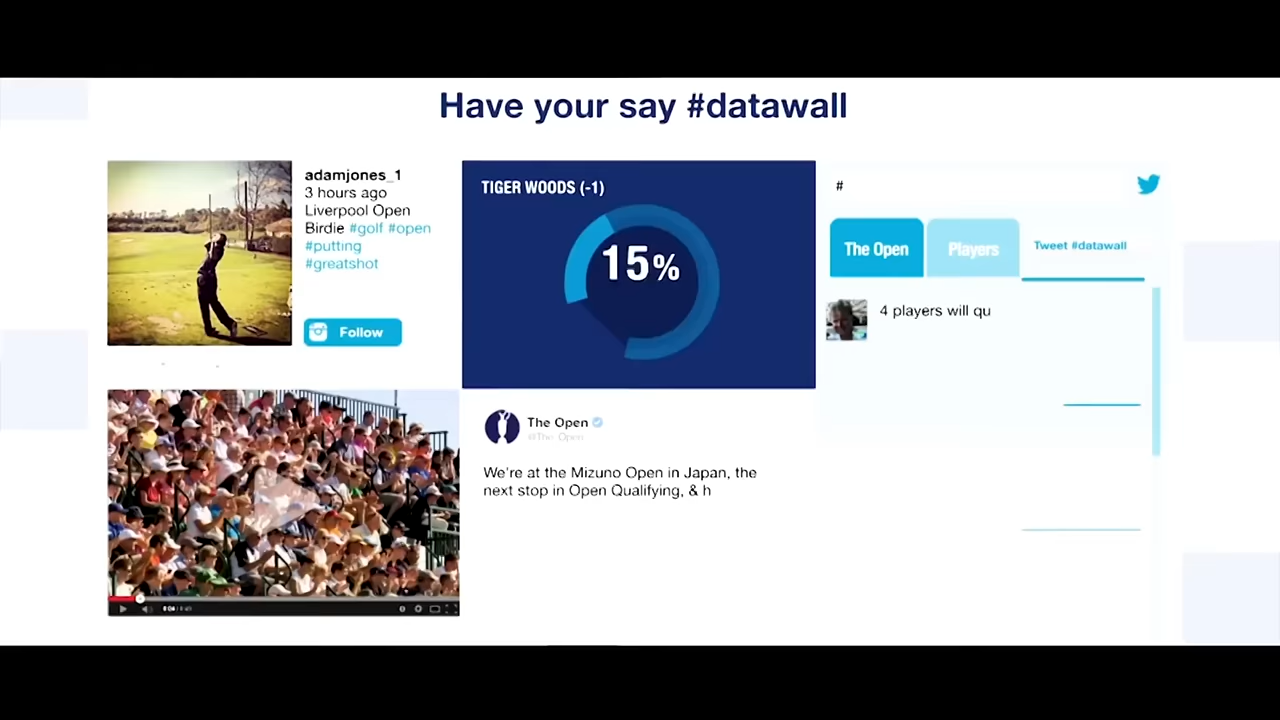 Have your say #datawall
adamjones_1
3 hours ago
Liverpool Open
Birdie #golf #open
#putting
#greatshot
Follow
TIGER WOODS (-1)
15%
#
The Open
Players
Tweet #datawall
4 players will qu
The Open
@The_Open
We're at the Mizuno Open in Japan, the
next stop in Open Qualifying, & h